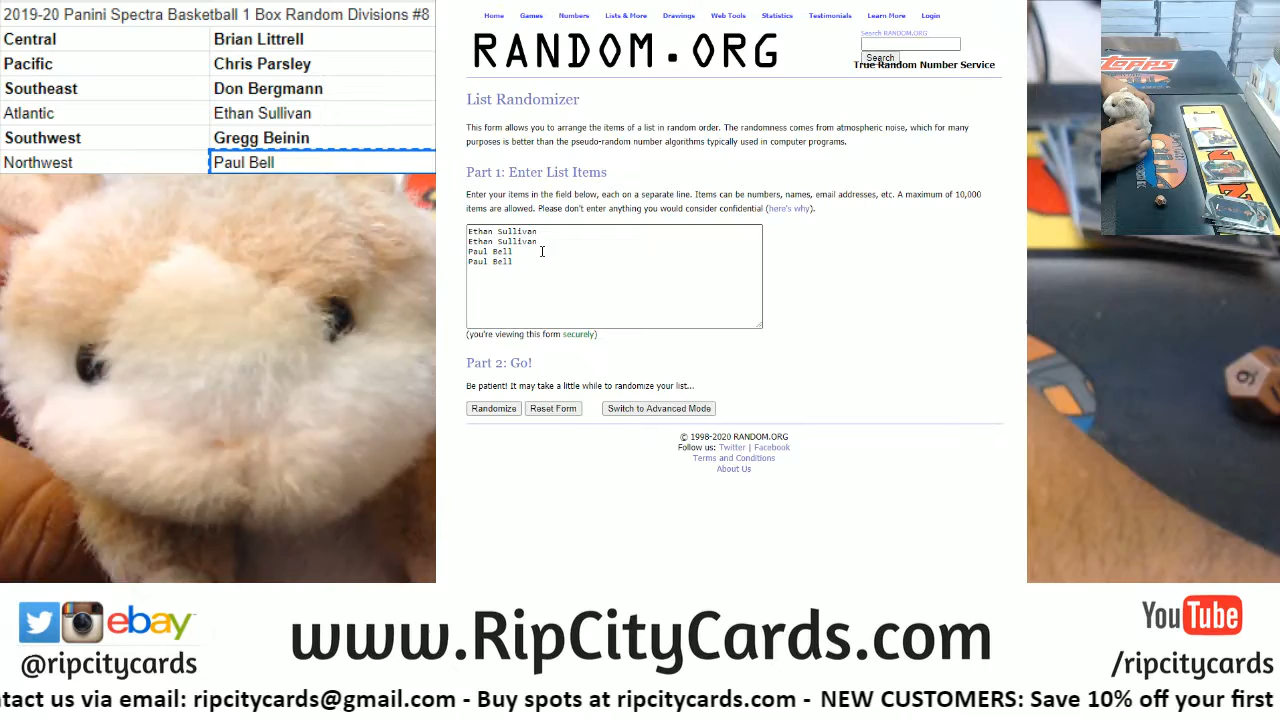 2019-20 Panini Spectra Basketball 1 Box Random Divisions #8
Central Brian Littrell
Pacific Chris Parsley
Southeast Don Bergmann
Atlantic Ethan Sullivan
Southwest Gregg Beinin
Northwest Paul Bell
Home Games Numbers Lists & More Drawings Web Tools Statistics Testimonials Learn More Login
RANDOM.ORG
Search RANDOM.ORG
Search
True Random Number Service
List Randomizer
This form allows you to arrange the items of a list in random order. The randomness comes from atmospheric noise, which for many
purposes is better than the pseudo-random number algorithms typically used in computer programs.
Part 1: Enter List Items
Enter your items in the field below, each on a separate line. Items can be numbers, names, email addresses, etc. A maximum of 10,000
items are allowed. Please don't enter anything you would consider confidential (here's why).
Ethan Sullivan
Ethan Sullivan
Paul Bell
Paul Bell
(you're viewing this form securely)
Part 2: Go!
Be patient! It may take a little while to randomize your list...
Randomize Reset Form Switch to Advanced Mode
© 1998-2020 RANDOM.ORG
Follow us: Twitter | Facebook
Terms and Conditions
About Us
topps
ebay
@ripcitycards
www.RipCityCards.com
YouTube
/ripcitycards
ntact us via email: ripcitycards@gmail.com - Buy spots at ripcitycards.com - NEW CUSTOMERS: Save 10% off your first